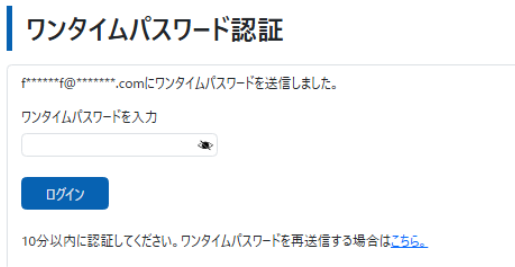 ワンタイムパスワード認証
f******f@*******.comにワンタイムパスワードを送信しました。
ワンタイムパスワードを入力
ログイン
10分以内に認証してください。ワンタイムパスワードを再送信する場合はこちら。